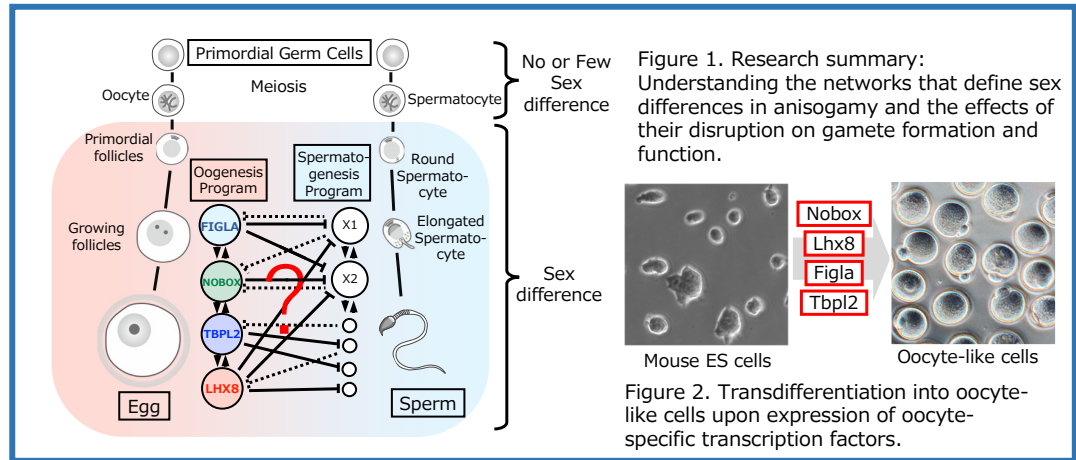 Primordial Germ Cells
Meiosis
Oocyte
Spermatocyte
No or Few
Sex
difference
Primordial
follicles
Oogenesis
Program
Spermato-
genesis
Program
Round
Spermato-
cyte
FIGLA
X1
Growing
follicles
Elongated
Spermato-
cyte
NOBOX
?
X2
Sex
difference
TBPL2
LHX8
Egg
Sperm
Figure 1. Research summary:
Understanding the networks that define sex
differences in anisogamy and the effects of
their disruption on gamete formation and
function.
Nobox
Lhx8
Figla
Tbpl2
Mouse ES cells
Oocyte-like cells
Figure 2. Transdifferentiation into oocyte-
like cells upon expression of oocyte-
specific transcription factors.